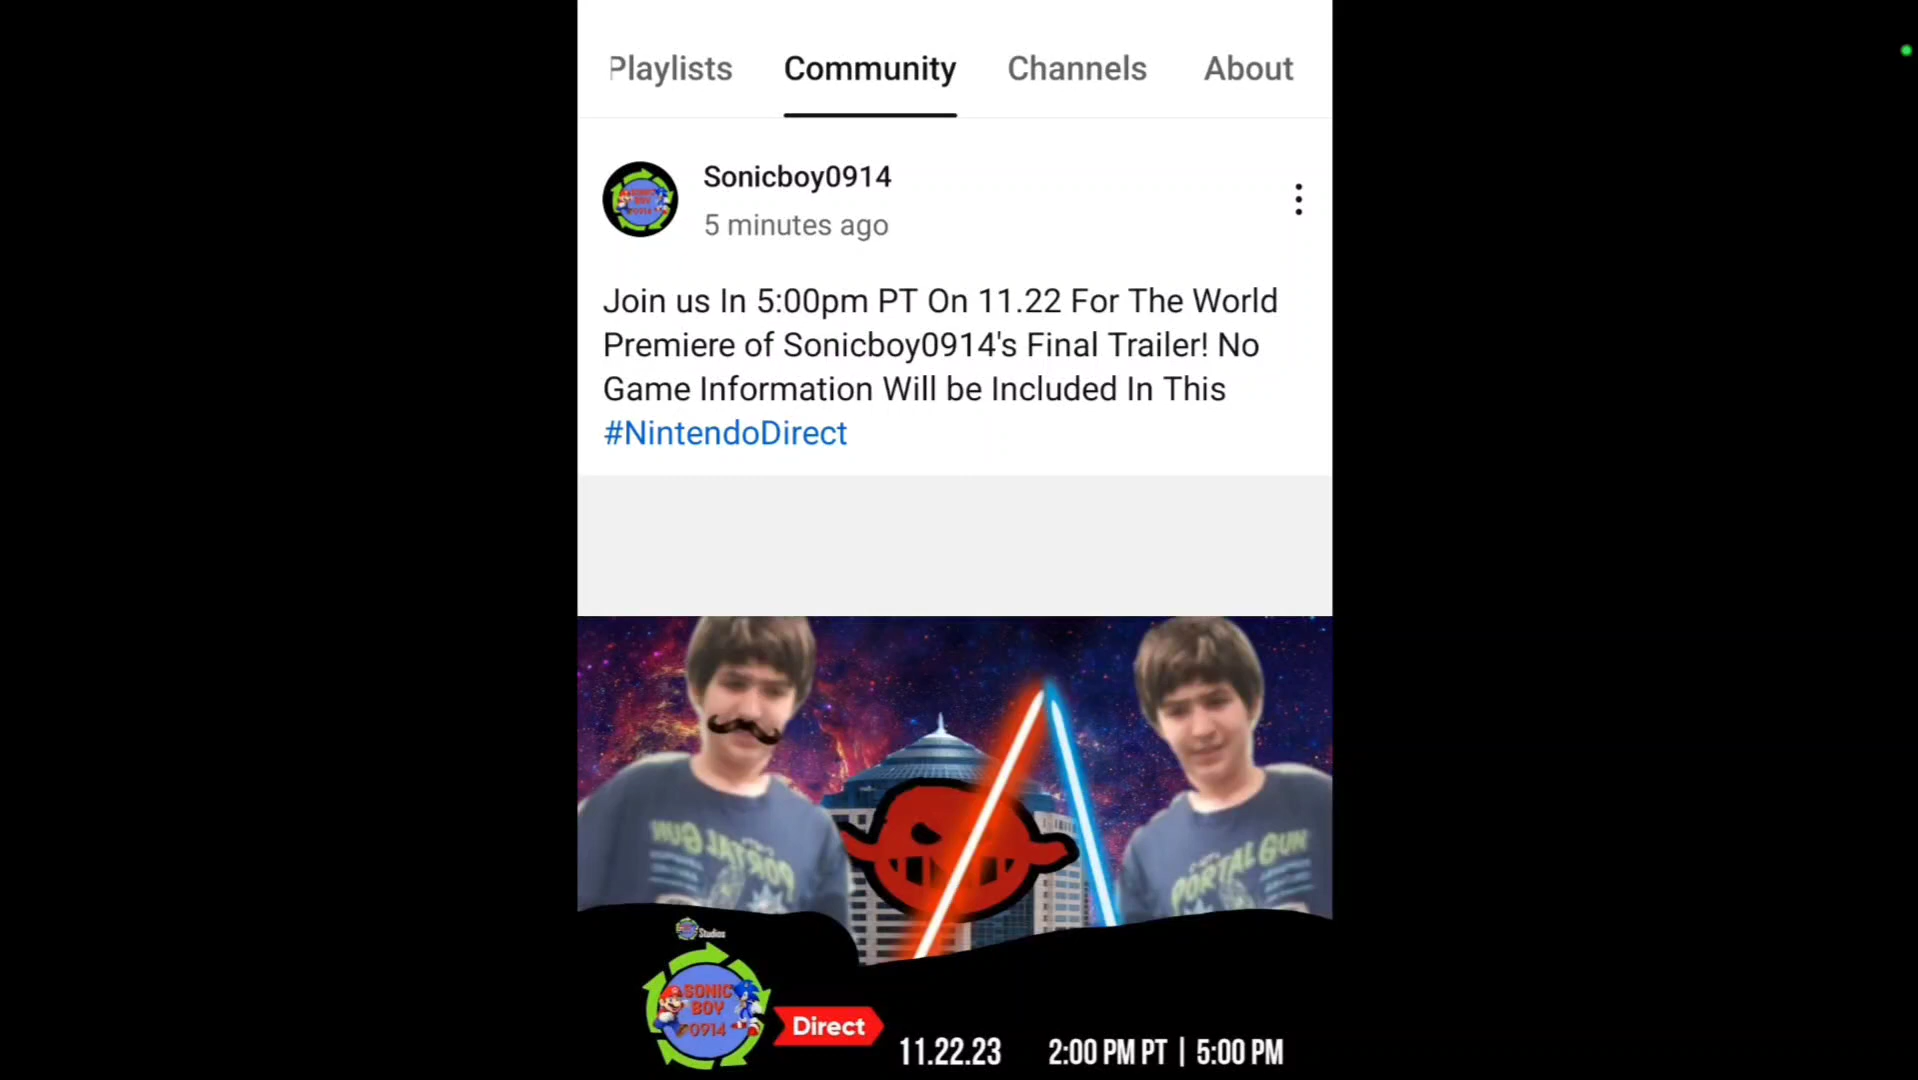 Playlists Community Channels About
Sonicboy0914
5 minutes ago
Join us In 5:00pm PT On 11.22 For The World
Premiere of Sonicboy0914's Final Trailer! No
Game Information Will be Included In This
#NintendoDirect
PORTAL GUN
PORTAL GUN
Studios
SONIC
BOY
0914
Direct
11.22.23 2:00 PM PT | 5:00 PM